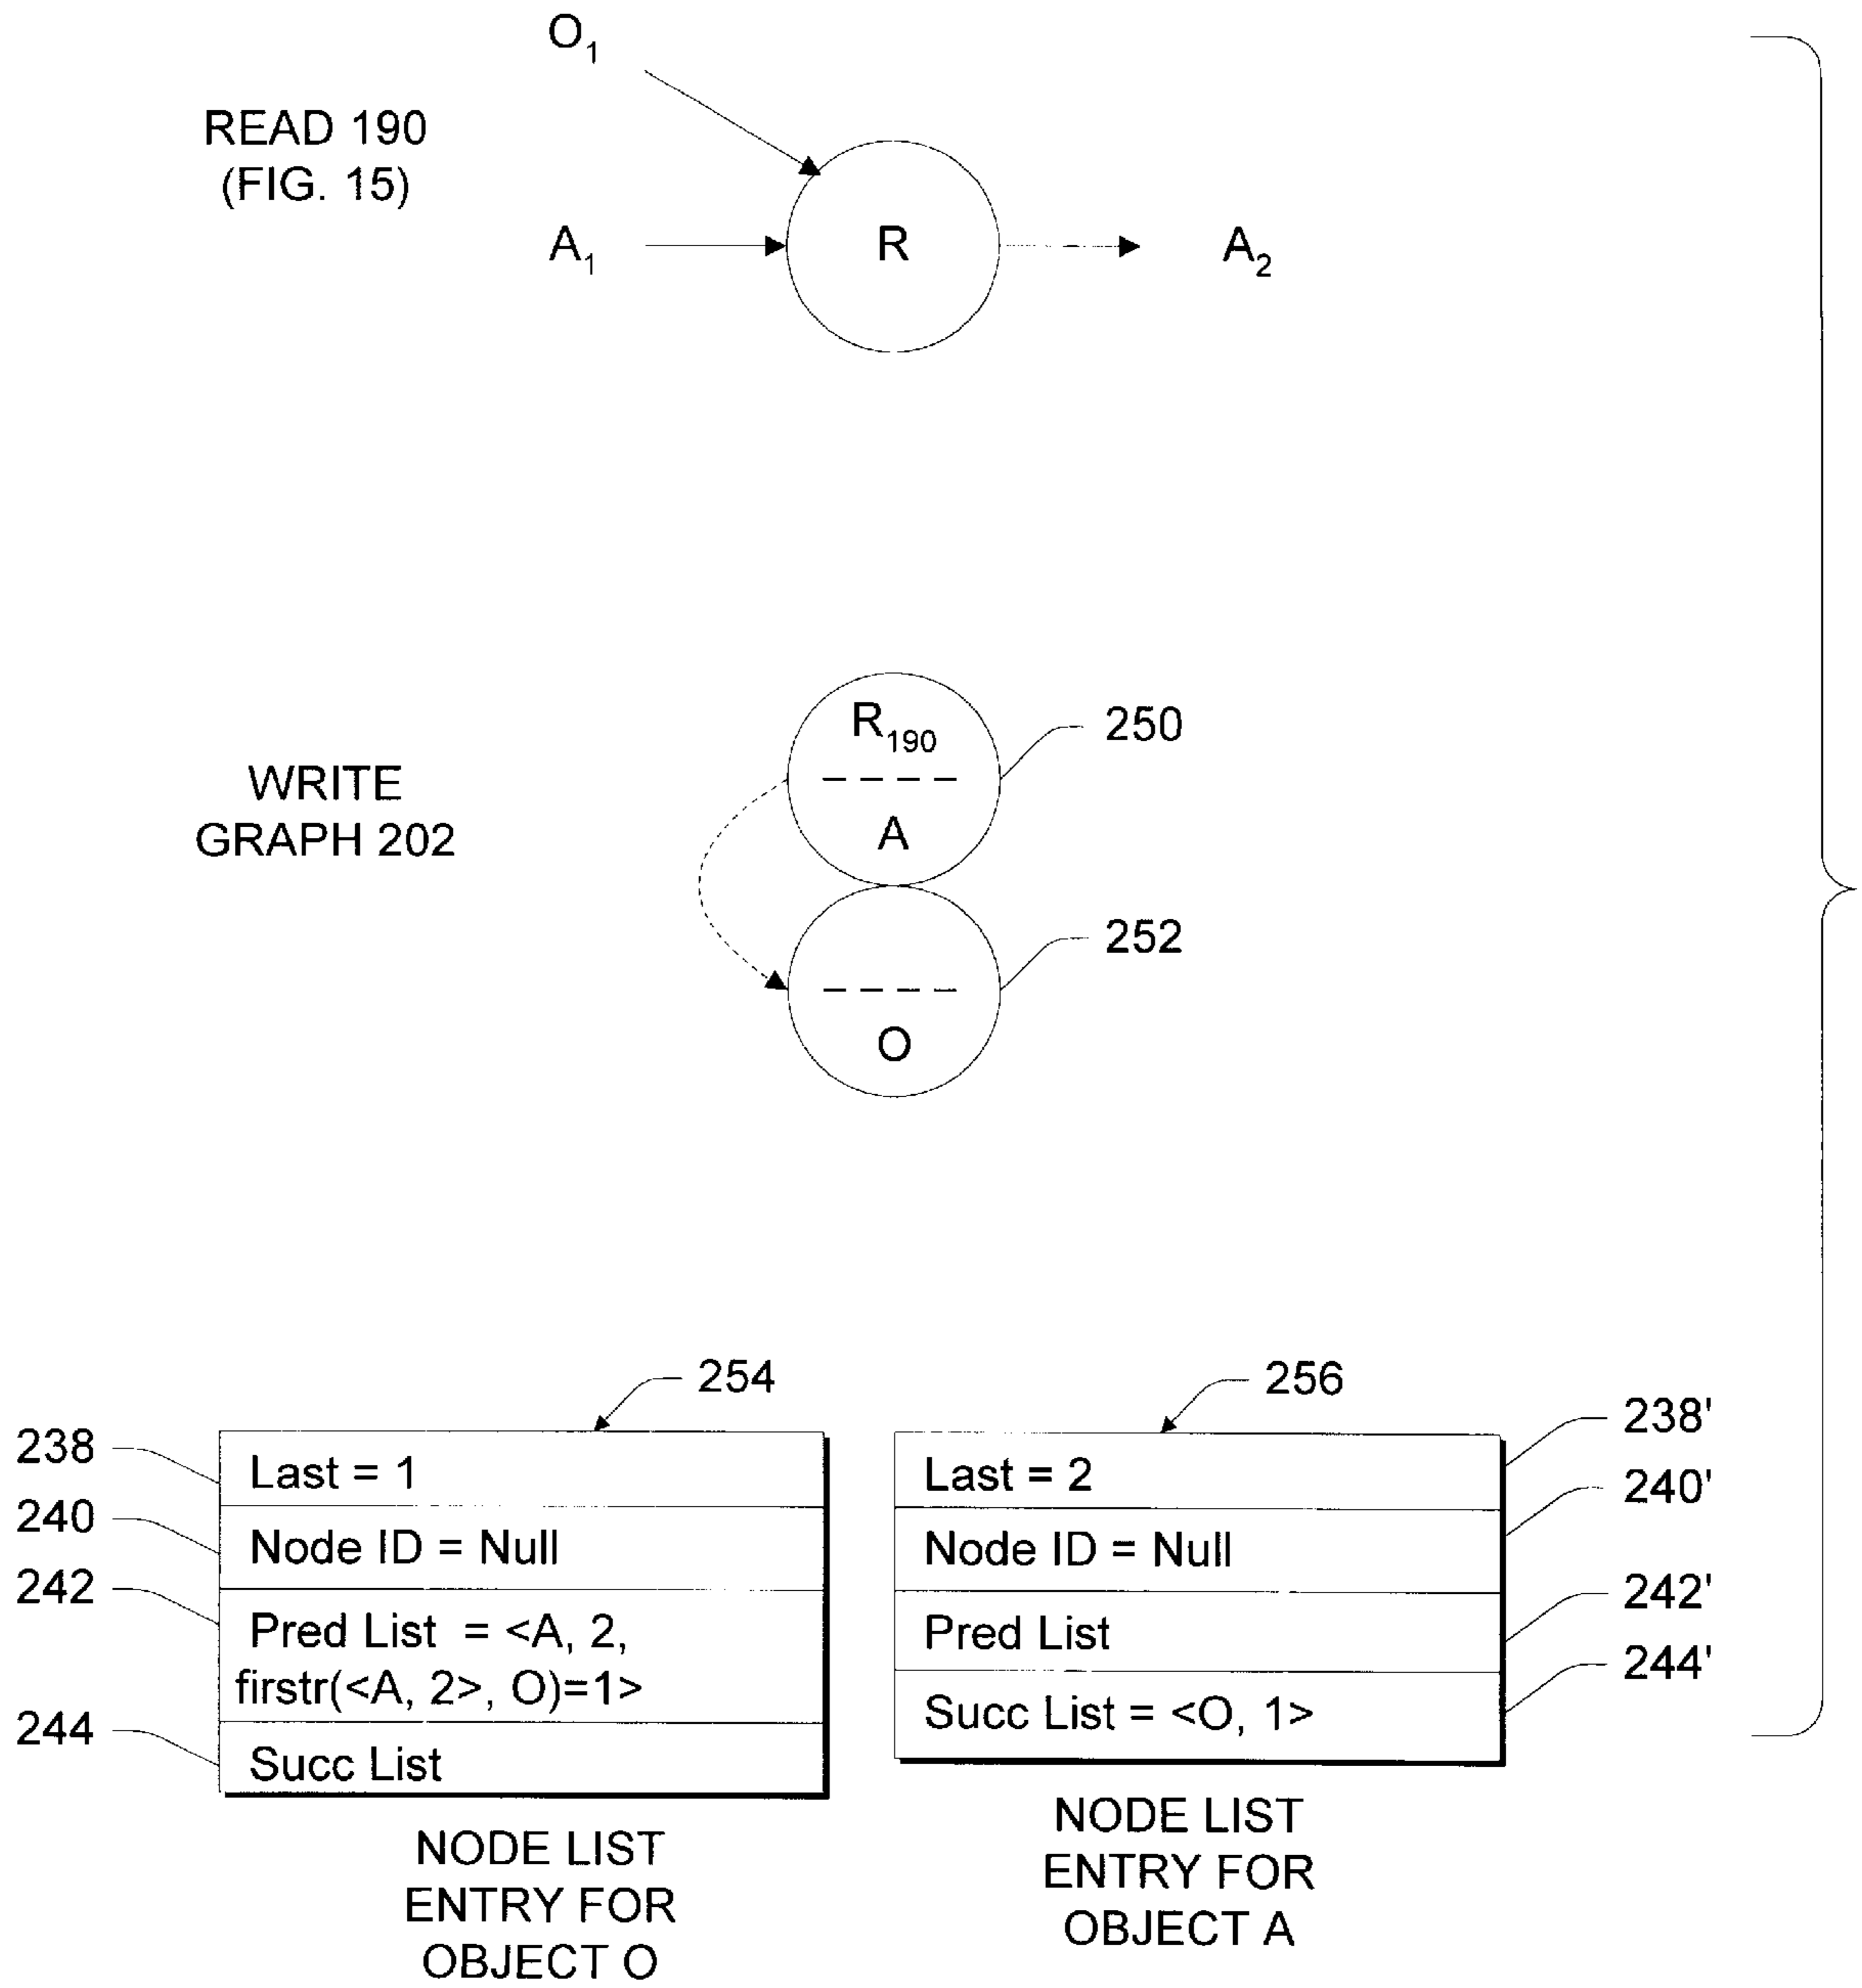 O₁
READ 190
(FIG. 15)
A₁
R
A₂
R₁₉₀
250
A
WRITE
GRAPH 202
252
O
254
238
Last = 1
240
Node ID = Null
242
Pred List = <A, 2,
firstr(<A, 2>, O)=1>
244
Succ List
NODE LIST
ENTRY FOR
OBJECT O
256
238'
Last = 2
240'
Node ID = Null
242'
Pred List
244'
Succ List = <O, 1>
NODE LIST
ENTRY FOR
OBJECT A